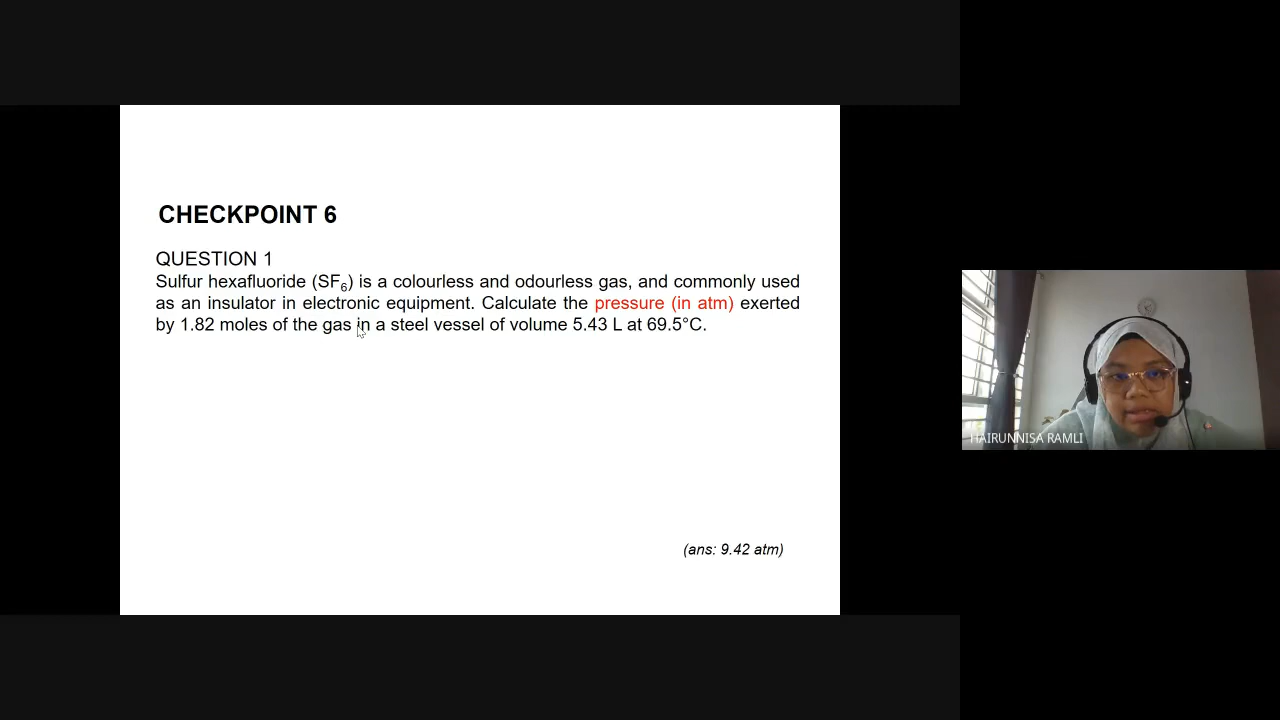 CHECKPOINT 6
QUESTION 1
Sulfur hexafluoride (SF₆) is a colourless and odourless gas, and commonly used
as an insulator in electronic equipment. Calculate the pressure (in atm) exerted
by 1.82 moles of the gas in a steel vessel of volume 5.43 L at 69.5°C.
(ans: 9.42 atm)
HAIRUNNISA RAMLI